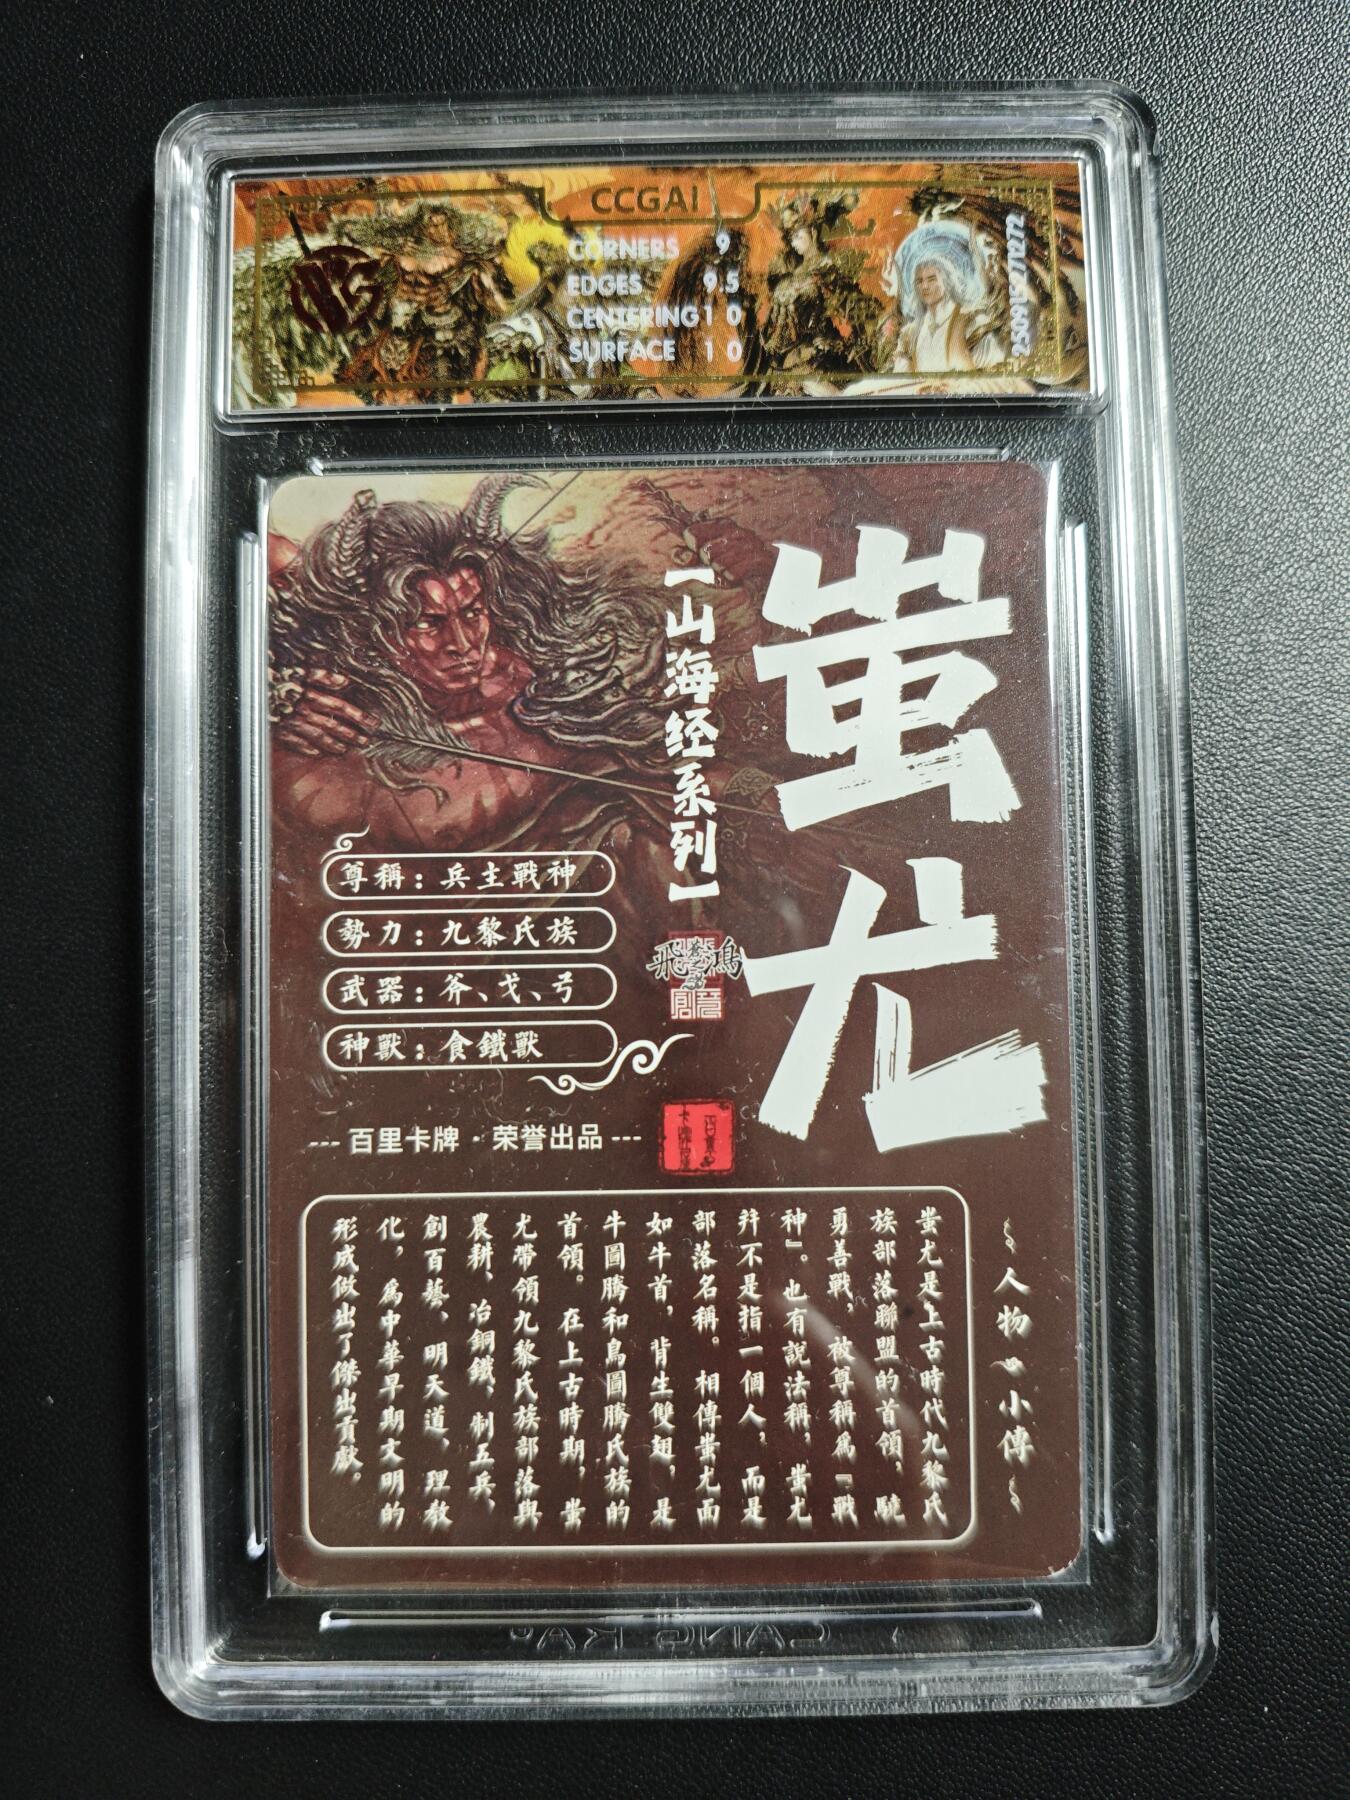 CCGAI
CORNERS 9
EDGES 9.5
CENTERING 10
SURFACE 10
蚩尤
【山海经系列】
尊稱：兵主戰神
勢力：九黎氏族
武器：斧、戈、弓
神獸：食鐵獸
--- 百里卡牌 · 荣誉出品 ---
人物小傳
蚩尤是上古時代九黎氏
族部落聯盟的首領，驍
勇善戰，被尊稱爲『戰
神』。也有說法稱，蚩尤
并不是指一個人，而是
部落名稱。相傳蚩尤面
如牛首，背生雙翅，是
牛圖騰和鳥圖騰氏族的
首領。在上古時期，蚩
尤帶領九黎氏族部落與
農耕、冶銅鐵、制五兵、
創百藝、明天道、理教
化，爲中華早期文明的
形成做出了傑出貢獻。